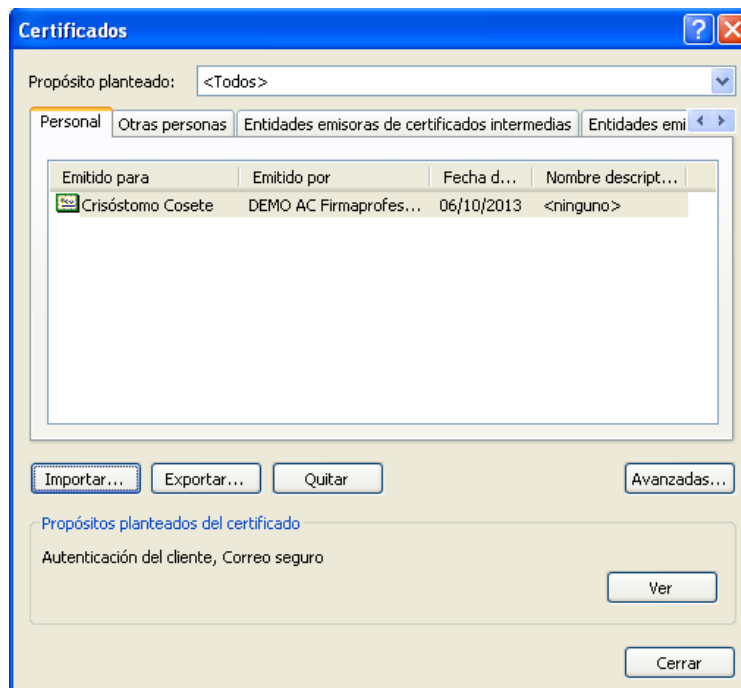 Certificados
Propósito planteado: <Todos>
Personal Otras personas Entidades emisoras de certificados intermedias Entidades emi
Emitido para Emitido por Fecha d... Nombre descript...
Crisóstomo Cosete DEMO AC Firmaprofes... 06/10/2013 <ninguno>
Importar... Exportar... Quitar Avanzadas...
Propósitos planteados del certificado
Autenticación del cliente, Correo seguro
Ver
Cerrar